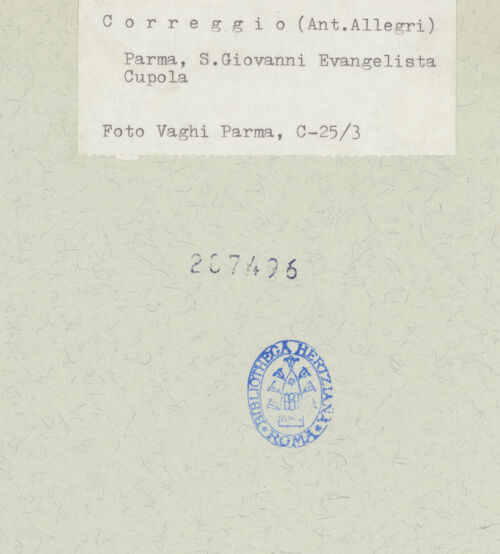 C o r r e g g i o (Ant.Allegri)
Parma, S.Giovanni Evangelista
Cupola
Foto Vaghi Parma, C-25/3
207496
BIBLIOTHECA HERTZIANA
* ROMA *